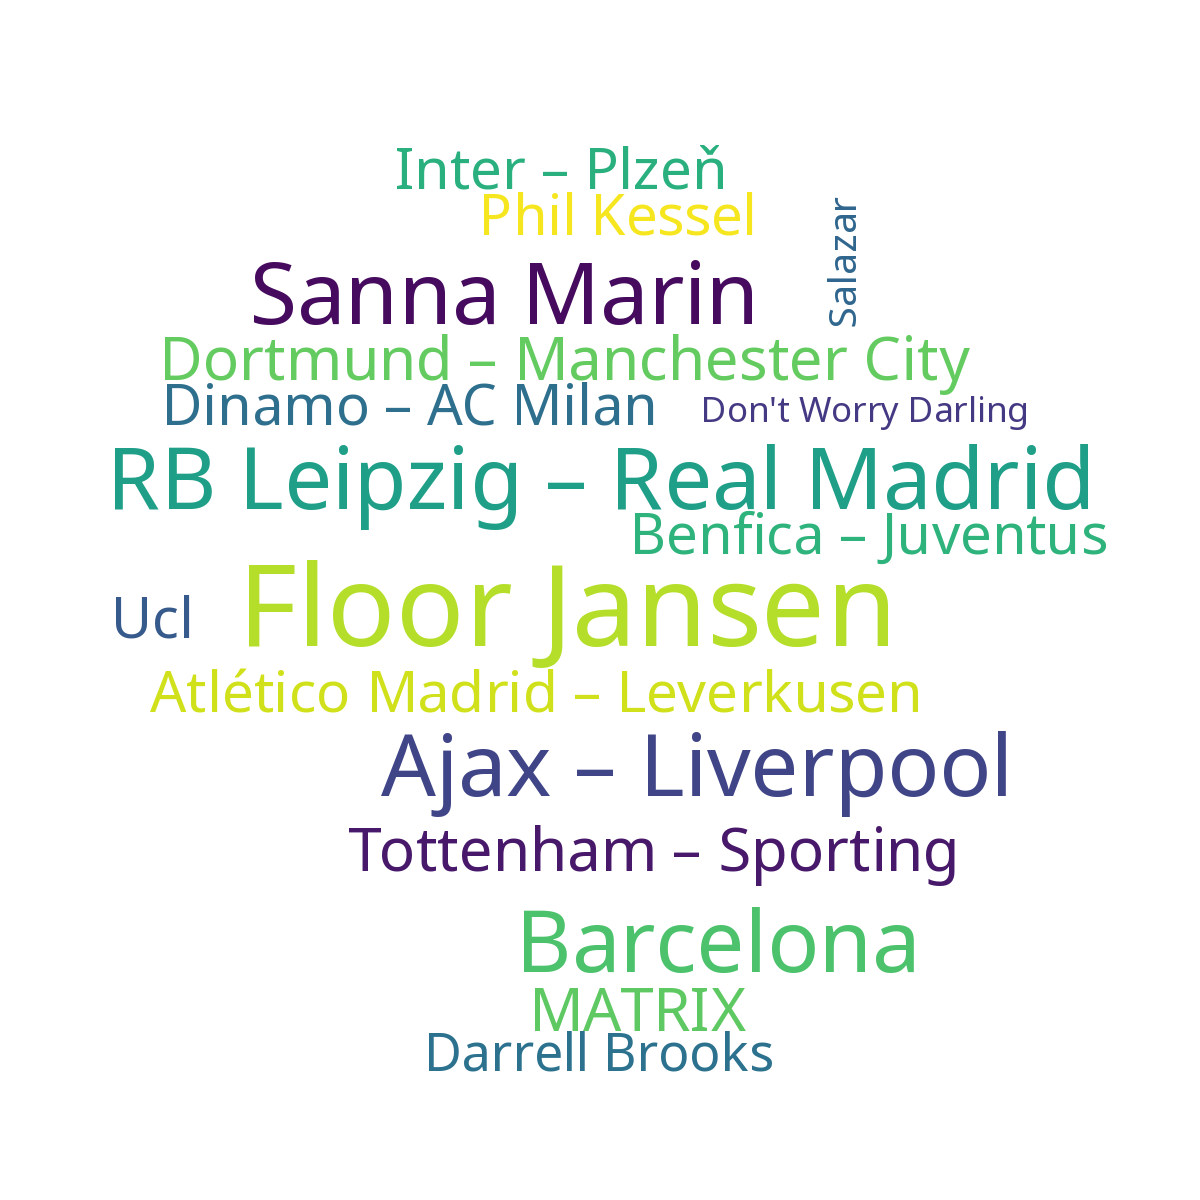 Inter – Plzeň
Phil Kessel
Salazar
Sanna Marin
Dortmund – Manchester City
Dinamo – AC Milan
Don't Worry Darling
RB Leipzig – Real Madrid
Benfica – Juventus
Floor Jansen
Ucl
Atlético Madrid – Leverkusen
Ajax – Liverpool
Tottenham – Sporting
Barcelona
MATRIX
Darrell Brooks